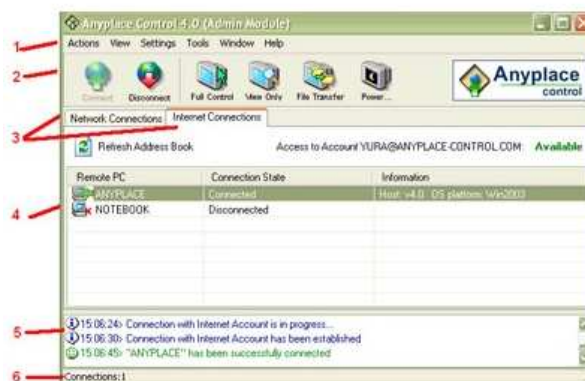 Anyplace Control 4.0 (Admin Module)
1
Actions View Settings Tools Window Help
2
Connect Disconnect Full Control View Only File Transfer Power...
Anyplace
control
3
Network Connections Internet Connections
Refresh Address Book Access to Account YURA@ANYPLACE-CONTROL.COM Available
Remote PC Connection State Information
ANYPLACE Connected Host: v4.0 OS platform: Win2003
4
NOTEBOOK Disconnected
5
15:06:24> Connection with Internet Account is in progress...
15:06:30> Connection with Internet Account has been established
15:06:45> "ANYPLACE" has been successfully connected
6
Connections:1